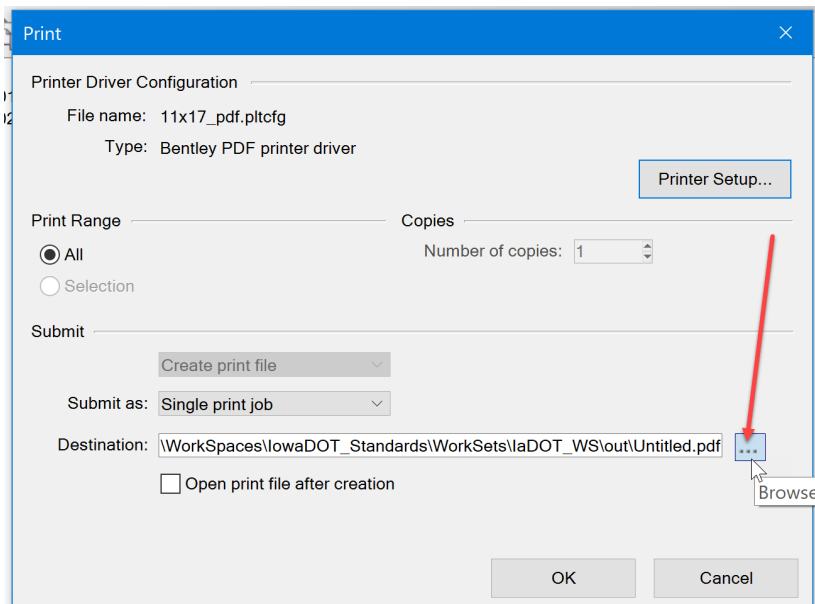 Print
Printer Driver Configuration
File name: 11x17_pdf.pltcfg
Type: Bentley PDF printer driver
Printer Setup...
Print Range
Copies
All
Number of copies: 1
Selection
Submit
Create print file
Submit as: Single print job
Destination: \WorkSpaces\IowaDOT_Standards\WorkSets\IaDOT_WS\out\Untitled.pdf ...
Browse
Open print file after creation
OK Cancel